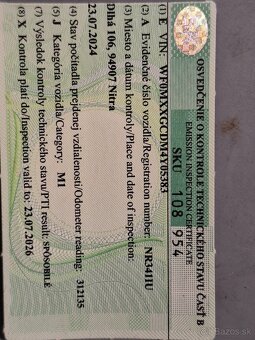 OSVEDČENIE O KONTROLE TECHNICKÉHO STAVU ČASŤ B
EMISSION INSPECTION CERTIFICATE
SKU 108 954
(1) E VIN: WF0MXXGCDM4Y05383
(2) A Evidenčné číslo vozidla/Registration number: NR341IU
(3) Miesto a dátum kontroly/Place and date of inspection:
Dlhá 106, 94907 Nitra
23.07.2024
(4) Stav počítadla prejdenej vzdialenosti/Odometer reading: 312135
(5) J Kategória vozidla/Category: M1
(7) Výsledok kontroly technického stavu/PTI result: SPÔSOBILÉ
(8) X Kontrola platí do/Inspection valid to: 23.07.2026